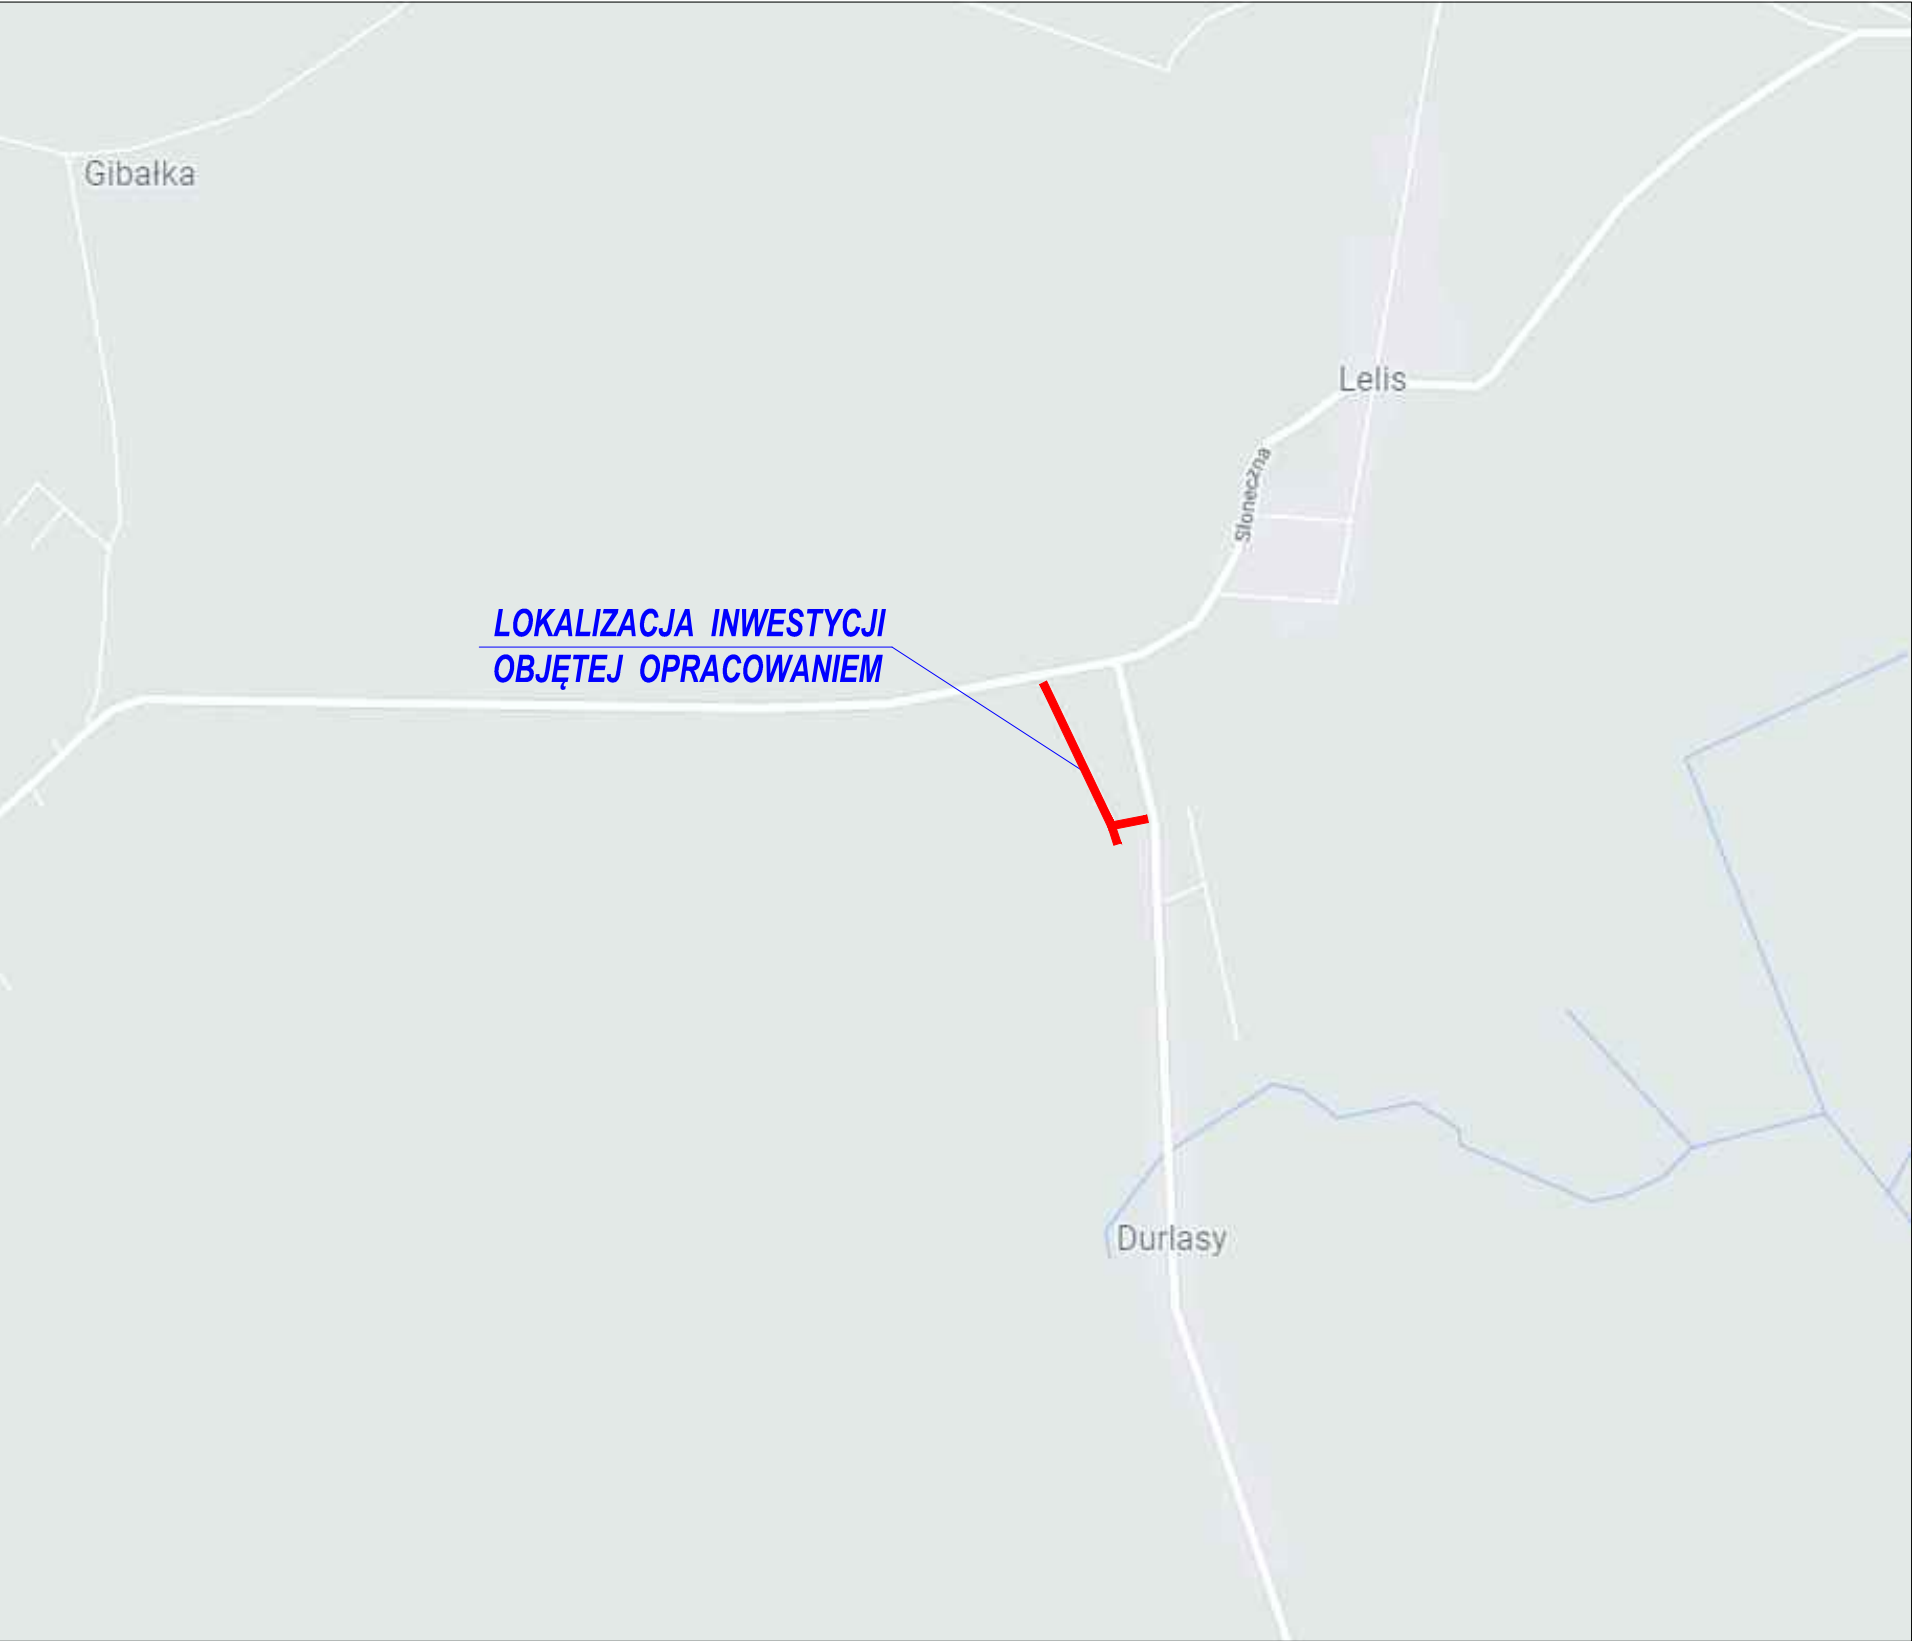 Gibałka
Lelis
Słoneczna
LOKALIZACJA INWESTYCJI
OBJĘTEJ OPRACOWANIEM
Durlasy